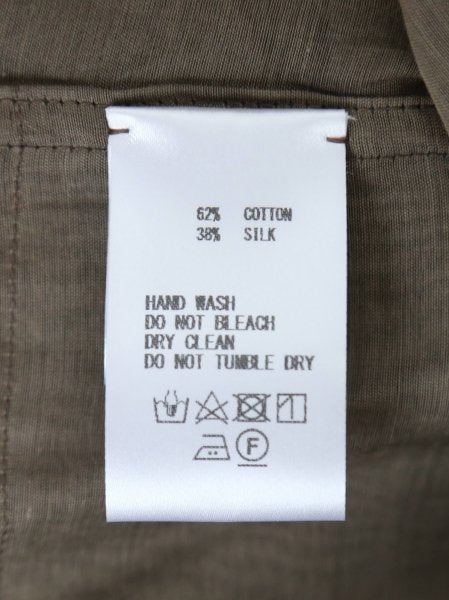 62% COTTON
38% SILK
HAND WASH
DO NOT BLEACH
DRY CLEAN
DO NOT TUMBLE DRY
F